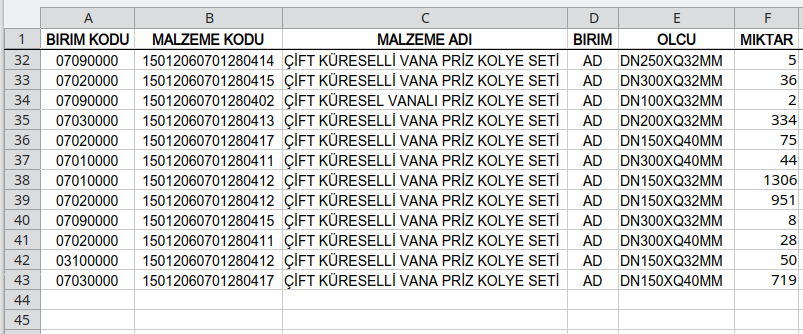 A B C D E F
1 BIRIM KODU MALZEME KODU MALZEME ADI BIRIM OLCU MIKTAR
32 07090000 15012060701280414 ÇİFT KÜRESELLİ VANA PRİZ KOLYE SETİ AD DN250XQ32MM 5
33 07020000 15012060701280415 ÇİFT KÜRESELLİ VANA PRİZ KOLYE SETİ AD DN300XQ32MM 36
34 07090000 15012060701280402 ÇİFT KÜRESEL VANALI PRİZ KOLYE SETİ AD DN100XQ32MM 2
35 07030000 15012060701280413 ÇİFT KÜRESELLİ VANA PRİZ KOLYE SETİ AD DN200XQ32MM 334
36 07020000 15012060701280417 ÇİFT KÜRESELLİ VANA PRİZ KOLYE SETİ AD DN150XQ40MM 75
37 07010000 15012060701280411 ÇİFT KÜRESELLİ VANA PRİZ KOLYE SETİ AD DN300XQ40MM 44
38 07010000 15012060701280412 ÇİFT KÜRESELLİ VANA PRİZ KOLYE SETİ AD DN150XQ32MM 1306
39 07020000 15012060701280412 ÇİFT KÜRESELLİ VANA PRİZ KOLYE SETİ AD DN150XQ32MM 951
40 07090000 15012060701280415 ÇİFT KÜRESELLİ VANA PRİZ KOLYE SETİ AD DN300XQ32MM 8
41 07020000 15012060701280411 ÇİFT KÜRESELLİ VANA PRİZ KOLYE SETİ AD DN300XQ40MM 28
42 03100000 15012060701280412 ÇİFT KÜRESELLİ VANA PRİZ KOLYE SETİ AD DN150XQ32MM 50
43 07030000 15012060701280417 ÇİFT KÜRESELLİ VANA PRİZ KOLYE SETİ AD DN150XQ40MM 719
44
45